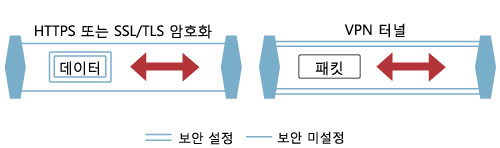 HTTPS 또는 SSL/TLS 암호화
VPN 터널
데이터
패킷
보안 설정
보안 미설정